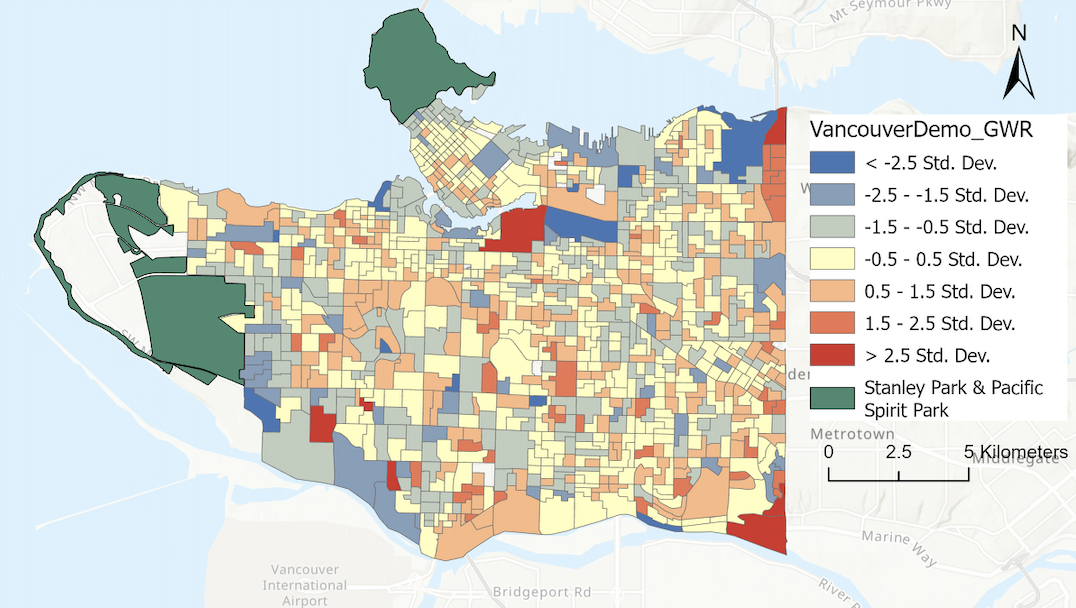 Mt Seymour Pkwy
N
VancouverDemo_GWR
< -2.5 Std. Dev.
-2.5 - -1.5 Std. Dev.
-1.5 - -0.5 Std. Dev.
-0.5 - 0.5 Std. Dev.
0.5 - 1.5 Std. Dev.
1.5 - 2.5 Std. Dev.
> 2.5 Std. Dev.
Stanley Park & Pacific
Spirit Park
Metrotown
0 2.5 5 Kilometers
Middlegate
Marine Way
Vancouver
International
Airport
Bridgeport Rd
River